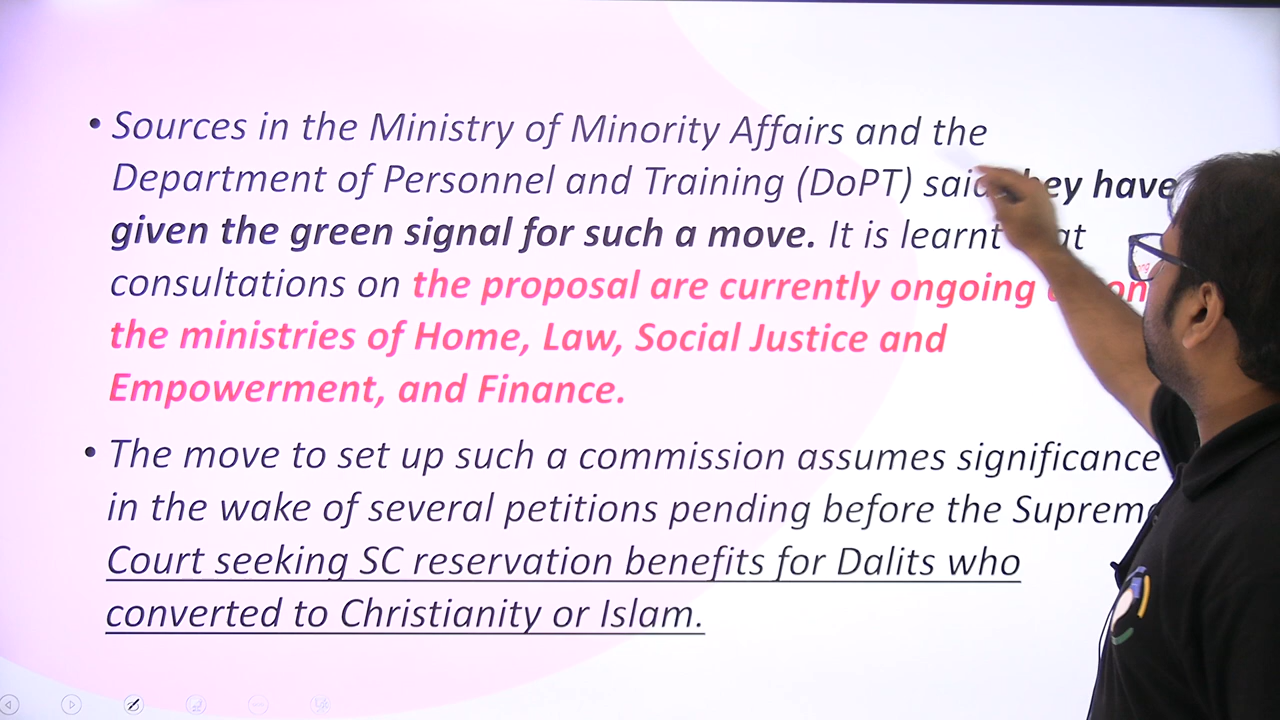 • Sources in the Ministry of Minority Affairs and the
Department of Personnel and Training (DoPT) said have
given the green signal for such a move. It is learnt
consultations on the proposal are currently ongoing
the ministries of Home, Law, Social Justice and
Empowerment, and Finance.
• The move to set up such a commission assumes significance
in the wake of several petitions pending before the Supreme
Court seeking SC reservation benefits for Dalits who
converted to Christianity or Islam.